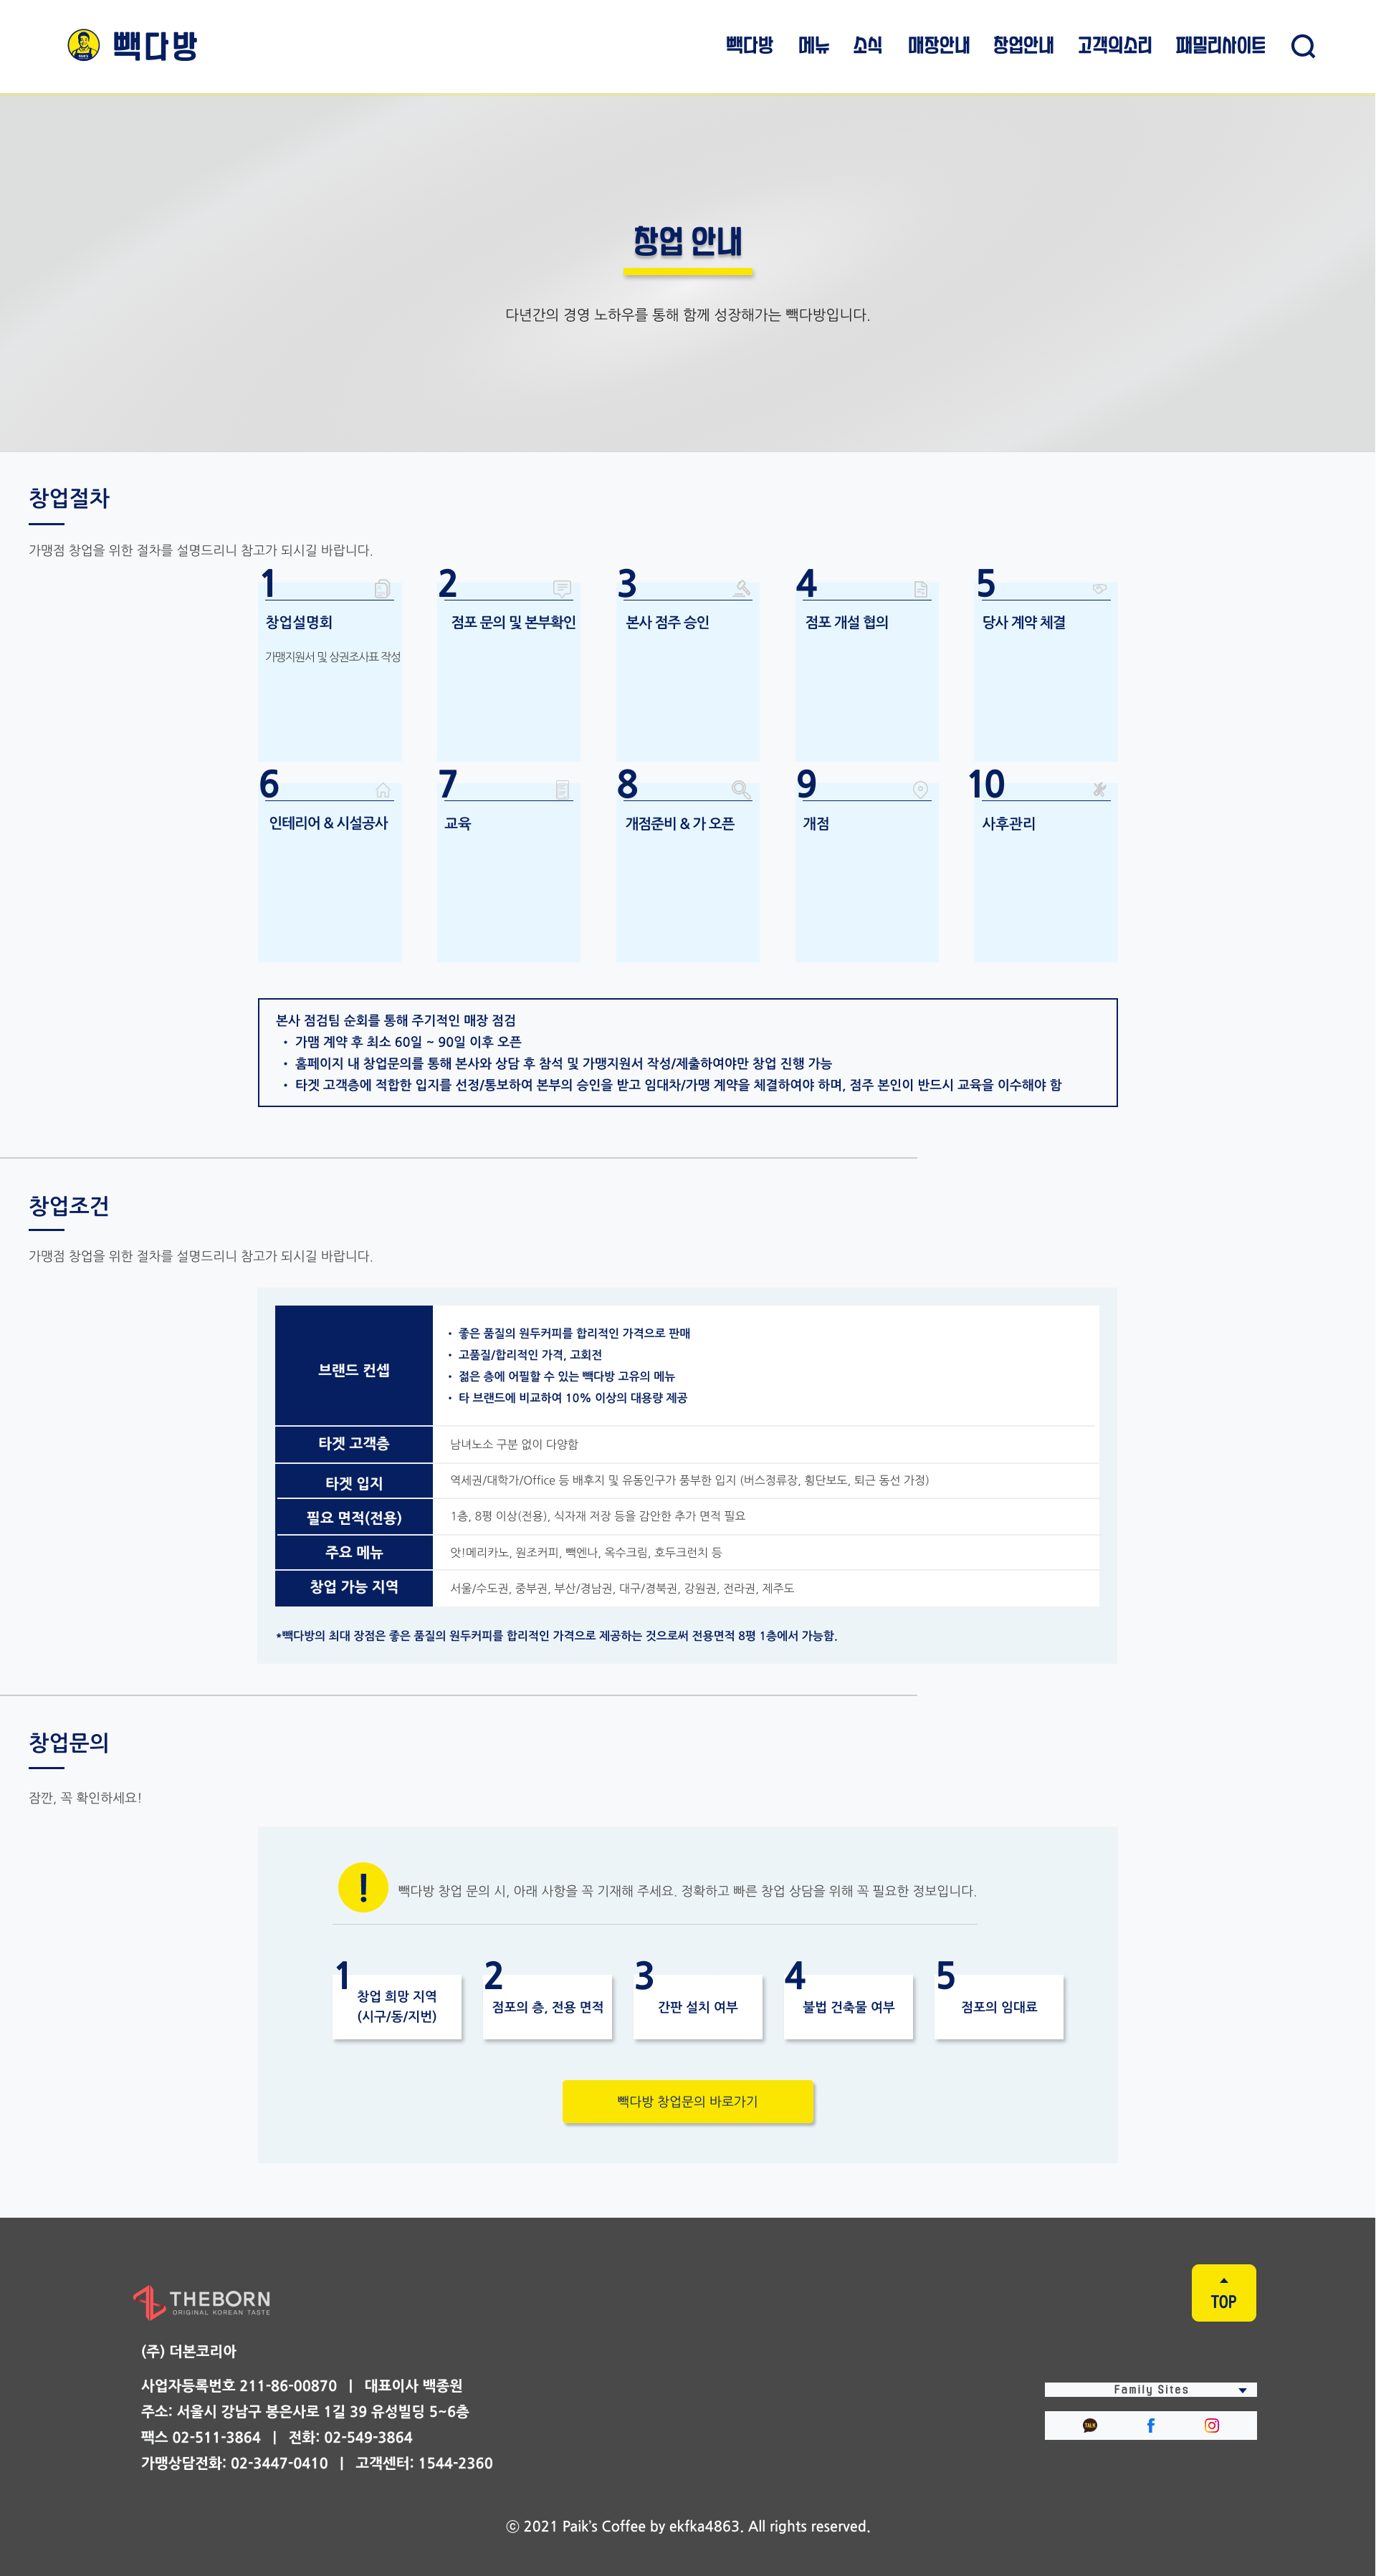 빽다방
빽다방 메뉴 소식 매장안내 창업안내 고객의소리 패밀리사이트
창업 안내
다년간의 경영 노하우를 통해 함께 성장해가는 빽다방입니다.
창업절차
가맹점 창업을 위한 절차를 설명드리니 참고가 되시길 바랍니다.
1
창업설명회
가맹지원서 및 상권조사표 작성
2
점포 문의 및 본부확인
3
본사 점주 승인
4
점포 개설 협의
5
당사 계약 체결
6
인테리어 & 시설공사
7
교육
8
개점준비 & 가 오픈
9
개점
10
사후관리
본사 점검팀 순회를 통해 주기적인 매장 점검
• 가맴 계약 후 최소 60일 ~ 90일 이후 오픈
• 홈페이지 내 창업문의를 통해 본사와 상담 후 참석 및 가맹지원서 작성/제출하여야만 창업 진행 가능
• 타겟 고객층에 적합한 입지를 선정/통보하여 본부의 승인을 받고 임대차/가맹 계약을 체결하여야 하며, 점주 본인이 반드시 교육을 이수해야 함
창업조건
가맹점 창업을 위한 절차를 설명드리니 참고가 되시길 바랍니다.
브랜드 컨셉
• 좋은 품질의 원두커피를 합리적인 가격으로 판매
• 고품질/합리적인 가격, 고회전
• 젊은 층에 어필할 수 있는 빽다방 고유의 메뉴
• 타 브랜드에 비교하여 10% 이상의 대용량 제공
타겟 고객층
남녀노소 구분 없이 다양함
타겟 입지
역세권/대학가/Office 등 배후지 및 유동인구가 풍부한 입지 (버스정류장, 횡단보도, 퇴근 동선 가정)
필요 면적(전용)
1층, 8평 이상(전용), 식자재 저장 등을 감안한 추가 면적 필요
주요 메뉴
앗!메리카노, 원조커피, 빽엔나, 옥수크림, 호두크런치 등
창업 가능 지역
서울/수도권, 중부권, 부산/경남권, 대구/경북권, 강원권, 전라권, 제주도
*빽다방의 최대 장점은 좋은 품질의 원두커피를 합리적인 가격으로 제공하는 것으로써 전용면적 8평 1층에서 가능함.
창업문의
잠깐, 꼭 확인하세요!
!
빽다방 창업 문의 시, 아래 사항을 꼭 기재해 주세요. 정확하고 빠른 창업 상담을 위해 꼭 필요한 정보입니다.
1
창업 희망 지역
(시구/동/지번)
2
점포의 층, 전용 면적
3
간판 설치 여부
4
불법 건축물 여부
5
점포의 임대료
빽다방 창업문의 바로가기
THEBORN
ORIGINAL KOREAN TASTE
TOP
(주) 더본코리아
사업자등록번호 211-86-00870 | 대표이사 백종원
주소: 서울시 강남구 봉은사로 1길 39 유성빌딩 5~6층
팩스 02-511-3864 | 전화: 02-549-3864
가맹상담전화: 02-3447-0410 | 고객센터: 1544-2360
Family Sites
TALK
ⓒ 2021 Paik's Coffee by ekfka4863. All rights reserved.